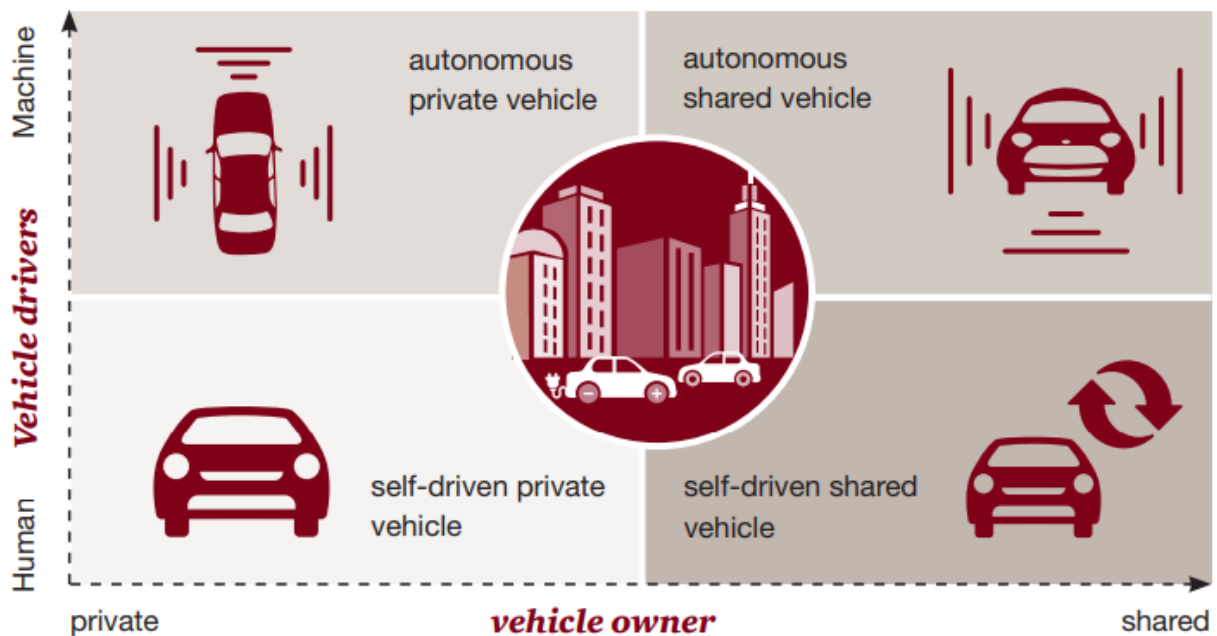 Machine
Vehicle drivers
Human
autonomous
private vehicle
autonomous
shared vehicle
self-driven private
vehicle
self-driven shared
vehicle
private
vehicle owner
shared